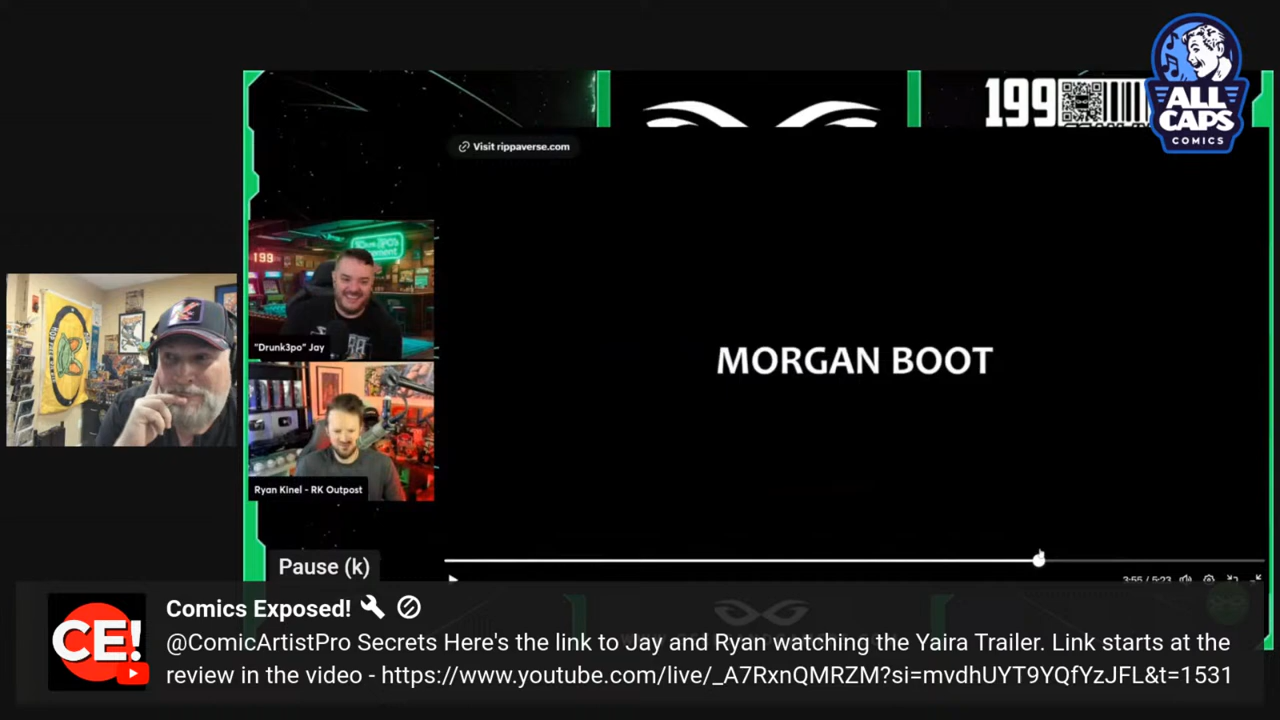 199
ALL
CAPS
COMICS
Visit rippaverse.com
199
"Drunk3po" Jay
MORGAN BOOT
Ryan Kinel - RK Outpost
Pause (k)
3:55 / 5:23
Comics Exposed!
CE!
@ComicArtistPro Secrets Here's the link to Jay and Ryan watching the Yaira Trailer. Link starts at the
review in the video - https://www.youtube.com/live/_A7RxnQMRZM?si=mvdhUYT9YQfYzJFL&t=1531